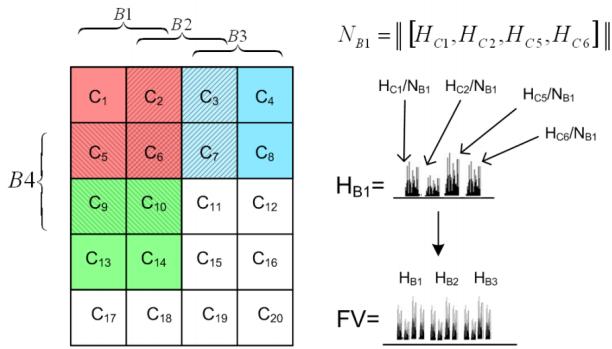 B1
B2
B3
C1 C2 C3 C4
C5 C6 C7 C8
B4
C9 C10 C11 C12
C13 C14 C15 C16
C17 C18 C19 C20
N_B1 = ‖ [H_C1, H_C2, H_C5, H_C6] ‖
H_C1/N_B1 H_C2/N_B1
H_C5/N_B1
H_C6/N_B1
H_B1=
H_B1 H_B2 H_B3
FV=